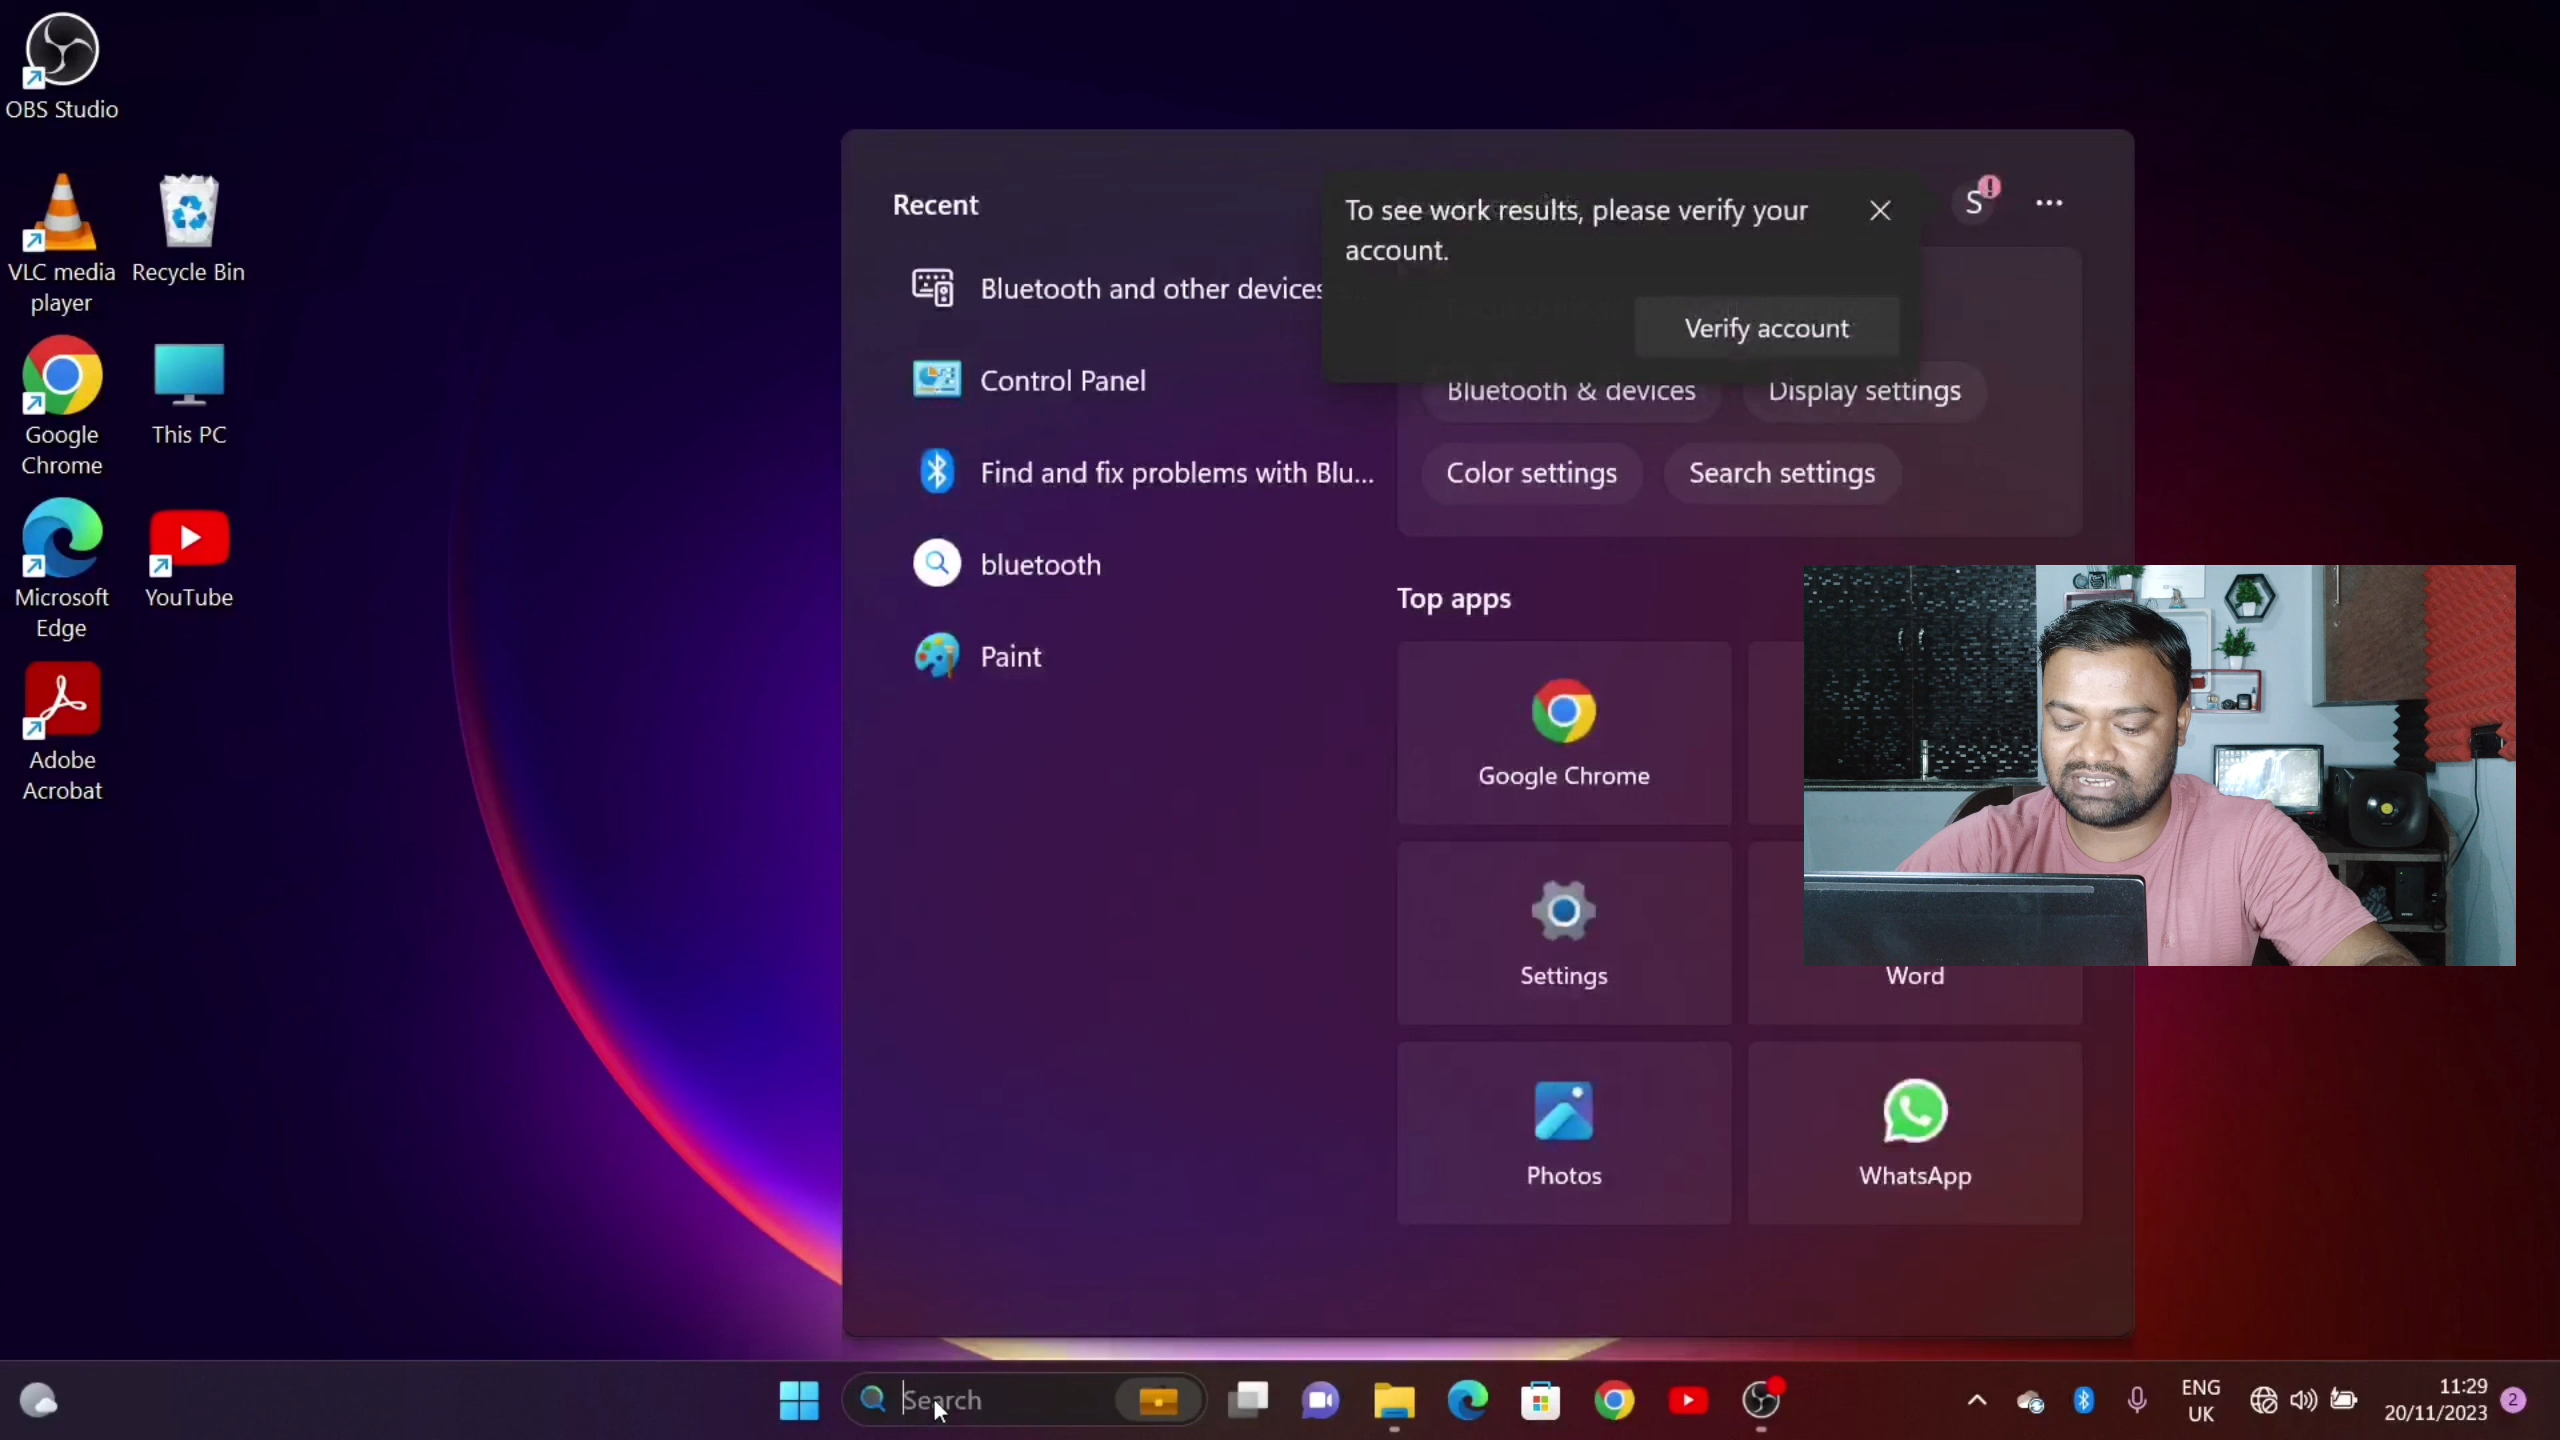 OBS Studio
VLC media
player
Recycle Bin
Google
Chrome
This PC
Microsoft
Edge
YouTube
Adobe
Acrobat
Recent
Bluetooth and other devices
Control Panel
Find and fix problems with Blu...
bluetooth
Paint
To see work results, please verify your
account.
Verify account
S
Bluetooth & devices
Display settings
Color settings
Search settings
Top apps
Google Chrome
Settings
Word
Photos
WhatsApp
Search
ENG
UK
11:29
20/11/2023
2